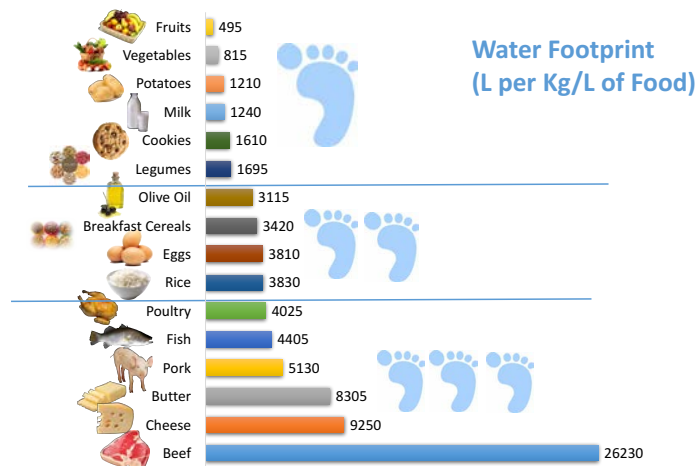 Water Footprint
(L per Kg/L of Food)
Fruits 495
Vegetables 815
Potatoes 1210
Milk 1240
Cookies 1610
Legumes 1695
Olive Oil 3115
Breakfast Cereals 3420
Eggs 3810
Rice 3830
Poultry 4025
Fish 4405
Pork 5130
Butter 8305
Cheese 9250
Beef 26230